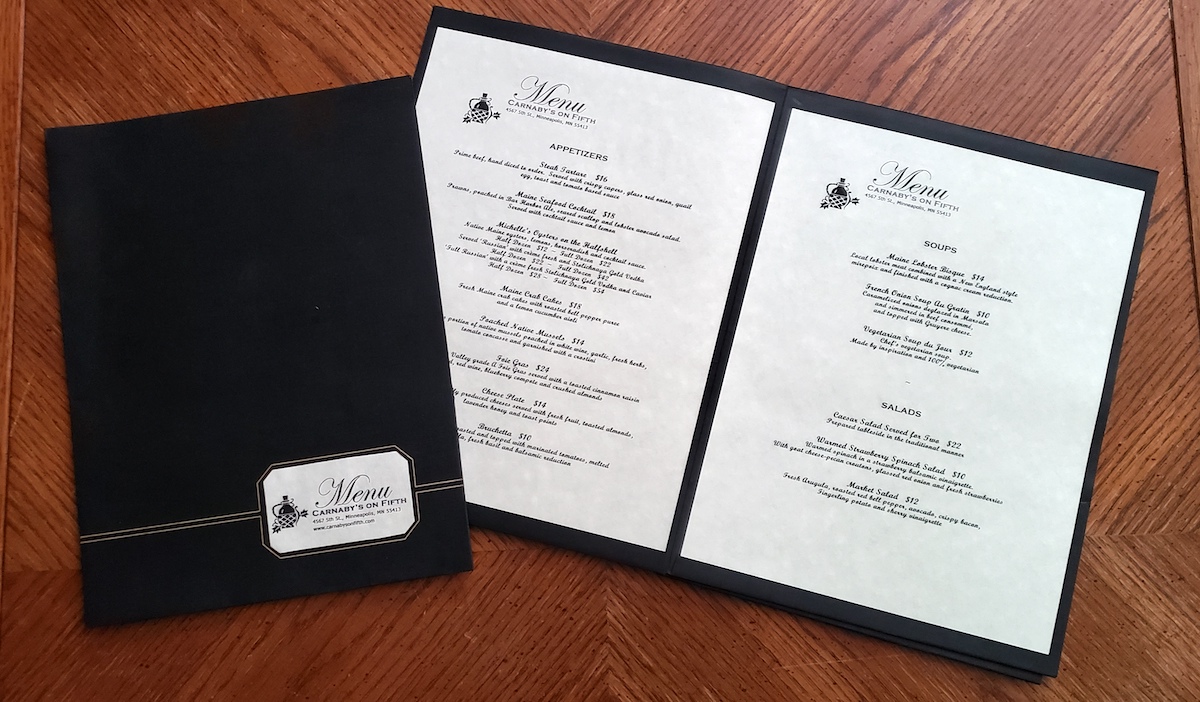 Menu
CARNABY'S ON FIFTH
4567 5th St., Minneapolis, MN 55413
www.carnabysonfifth.com
Menu
CARNABY'S ON FIFTH
4567 5th St., Minneapolis, MN 55413
APPETIZERS
Steak Tartare $16
Prime beef, hand diced to order. Served with crispy capers, glass red onion, quail
egg, toast and tomato based sauce
Maine Seafood Cocktail $18
Prawns, poached in Bar Harbor Ale, seared scallop and lobster avocado salad.
Served with cocktail sauce and lemon
Michelle's Oysters on the Halfshell
Native Maine oysters, lemons, horseradish and cocktail sauce.
Half Dozen $12 Full Dozen $22
Served 'Russian' with crème fresh and Stolichnaya Gold Vodka
Half Dozen $22 Full Dozen $42
'Full Russian' with a crème fresh Stolichnaya Gold Vodka and Caviar
Half Dozen $28 Full Dozen $54
Maine Crab Cakes $18
Fresh Maine crab cakes with roasted bell pepper puree
and a lemon cucumber aioli
Poached Native Mussels $14
portion of native mussels poached in white wine, garlic, fresh herbs,
tomato concasse and garnished with a crostini
Foie Gras $24
Valley grade A Foie Gras served with a toasted cinnamon raisin
red wine, blueberry compote and crushed almonds
Cheese Plate $14
produced cheeses served with fresh fruit, toasted almonds,
lavender honey and toast points
Bruchetta $10
and topped with marinated tomatoes, melted
fresh basil and balsamic reduction
Menu
CARNABY'S ON FIFTH
4567 5th St., Minneapolis, MN 55413
SOUPS
Maine Lobster Bisque $14
Local lobster meat combined with a New England style
mirepoix and finished with a cognac cream reduction.
French Onion Soup Au Gratin $10
Caramelized onions deglazed in Marsala
and simmered in beef consommé,
and topped with Gruyere cheese.
Vegetarian Soup du Jour $12
Chef's vegetarian soup.
Made by inspiration and 100% vegetarian
SALADS
Caesar Salad Served for Two $22
Prepared tableside in the traditional manner
Warmed Strawberry Spinach Salad $10
Warmed spinach in a strawberry balsamic vinaigrette.
With goat cheese-pecan croutons, glassed red onion and fresh strawberries
Market Salad $12
Fresh Arugula, roasted red bell pepper, avocado, crispy bacon,
Fingerling potato and sherry vinaigrette